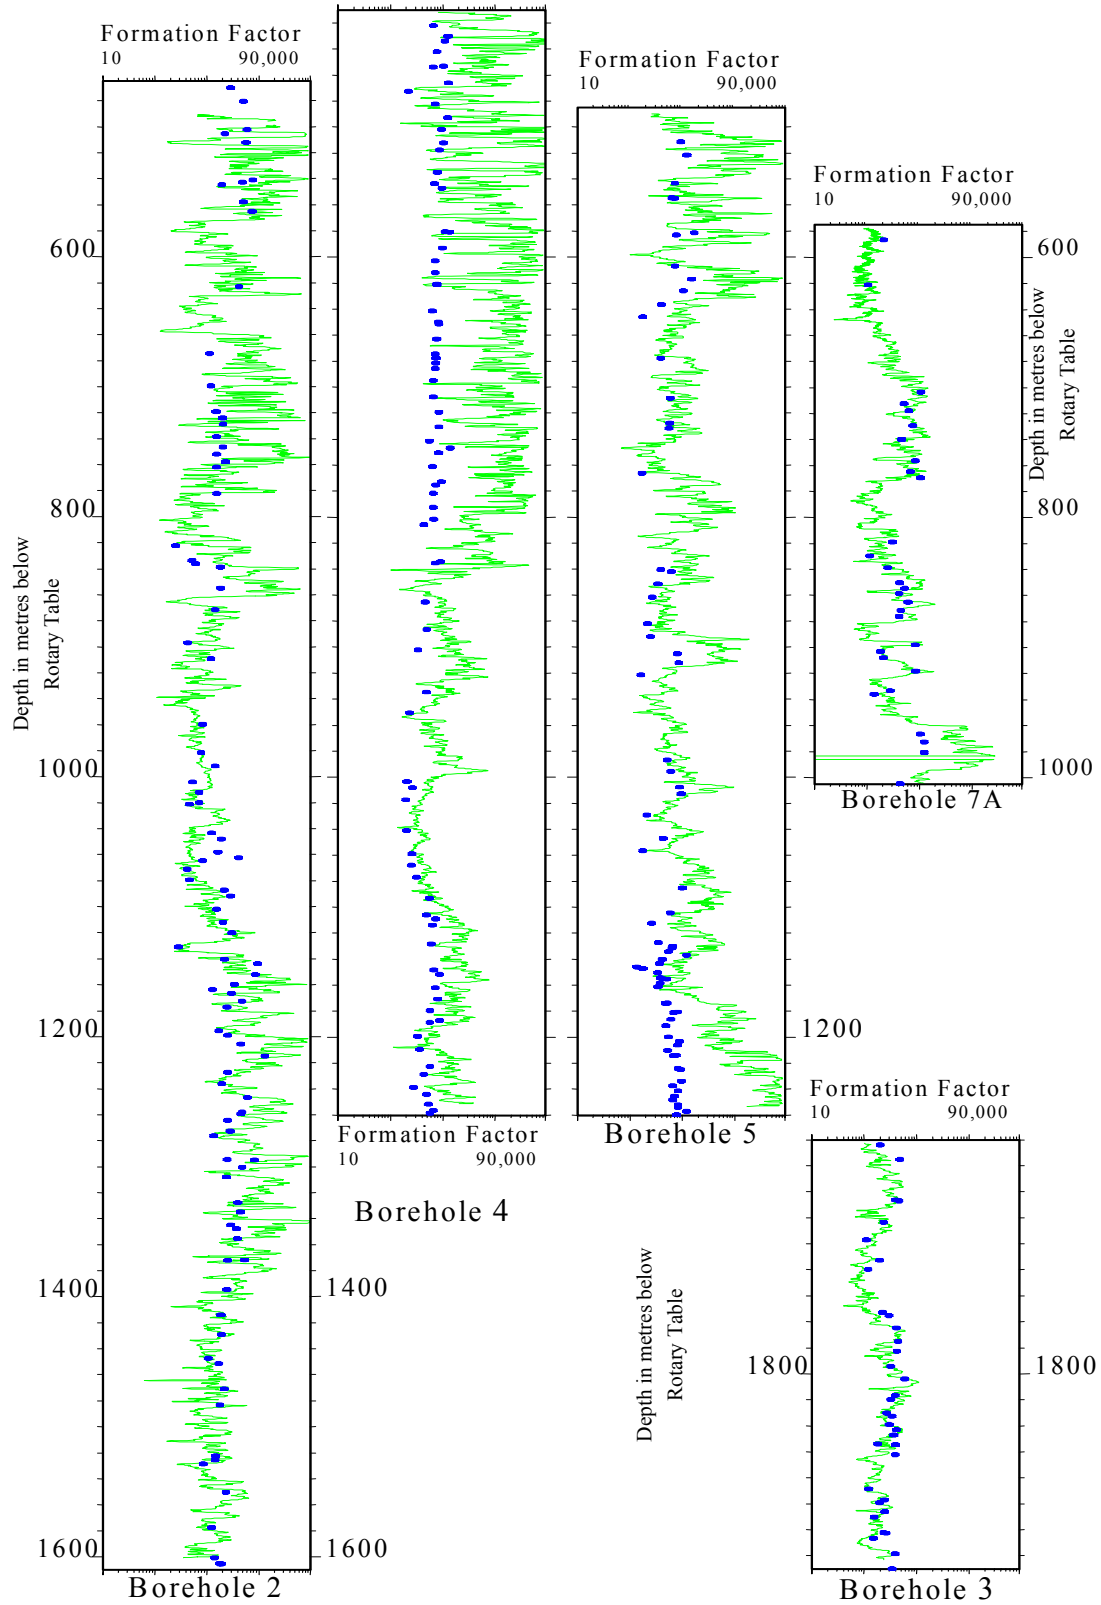 Formation Factor
10 90,000
Formation Factor
10 90,000
Formation Factor
10 90,000
600
800
1000
1200
1400
1600
Depth in metres below
Rotary Table
600
800
1000
Depth in metres below
Rotary Table
Borehole 7A
1200
Formation Factor
10 90,000
Borehole 5
Formation Factor
10 90,000
Borehole 4
1400
1600
Depth in metres below
Rotary Table
1800
1800
Borehole 2
Borehole 3